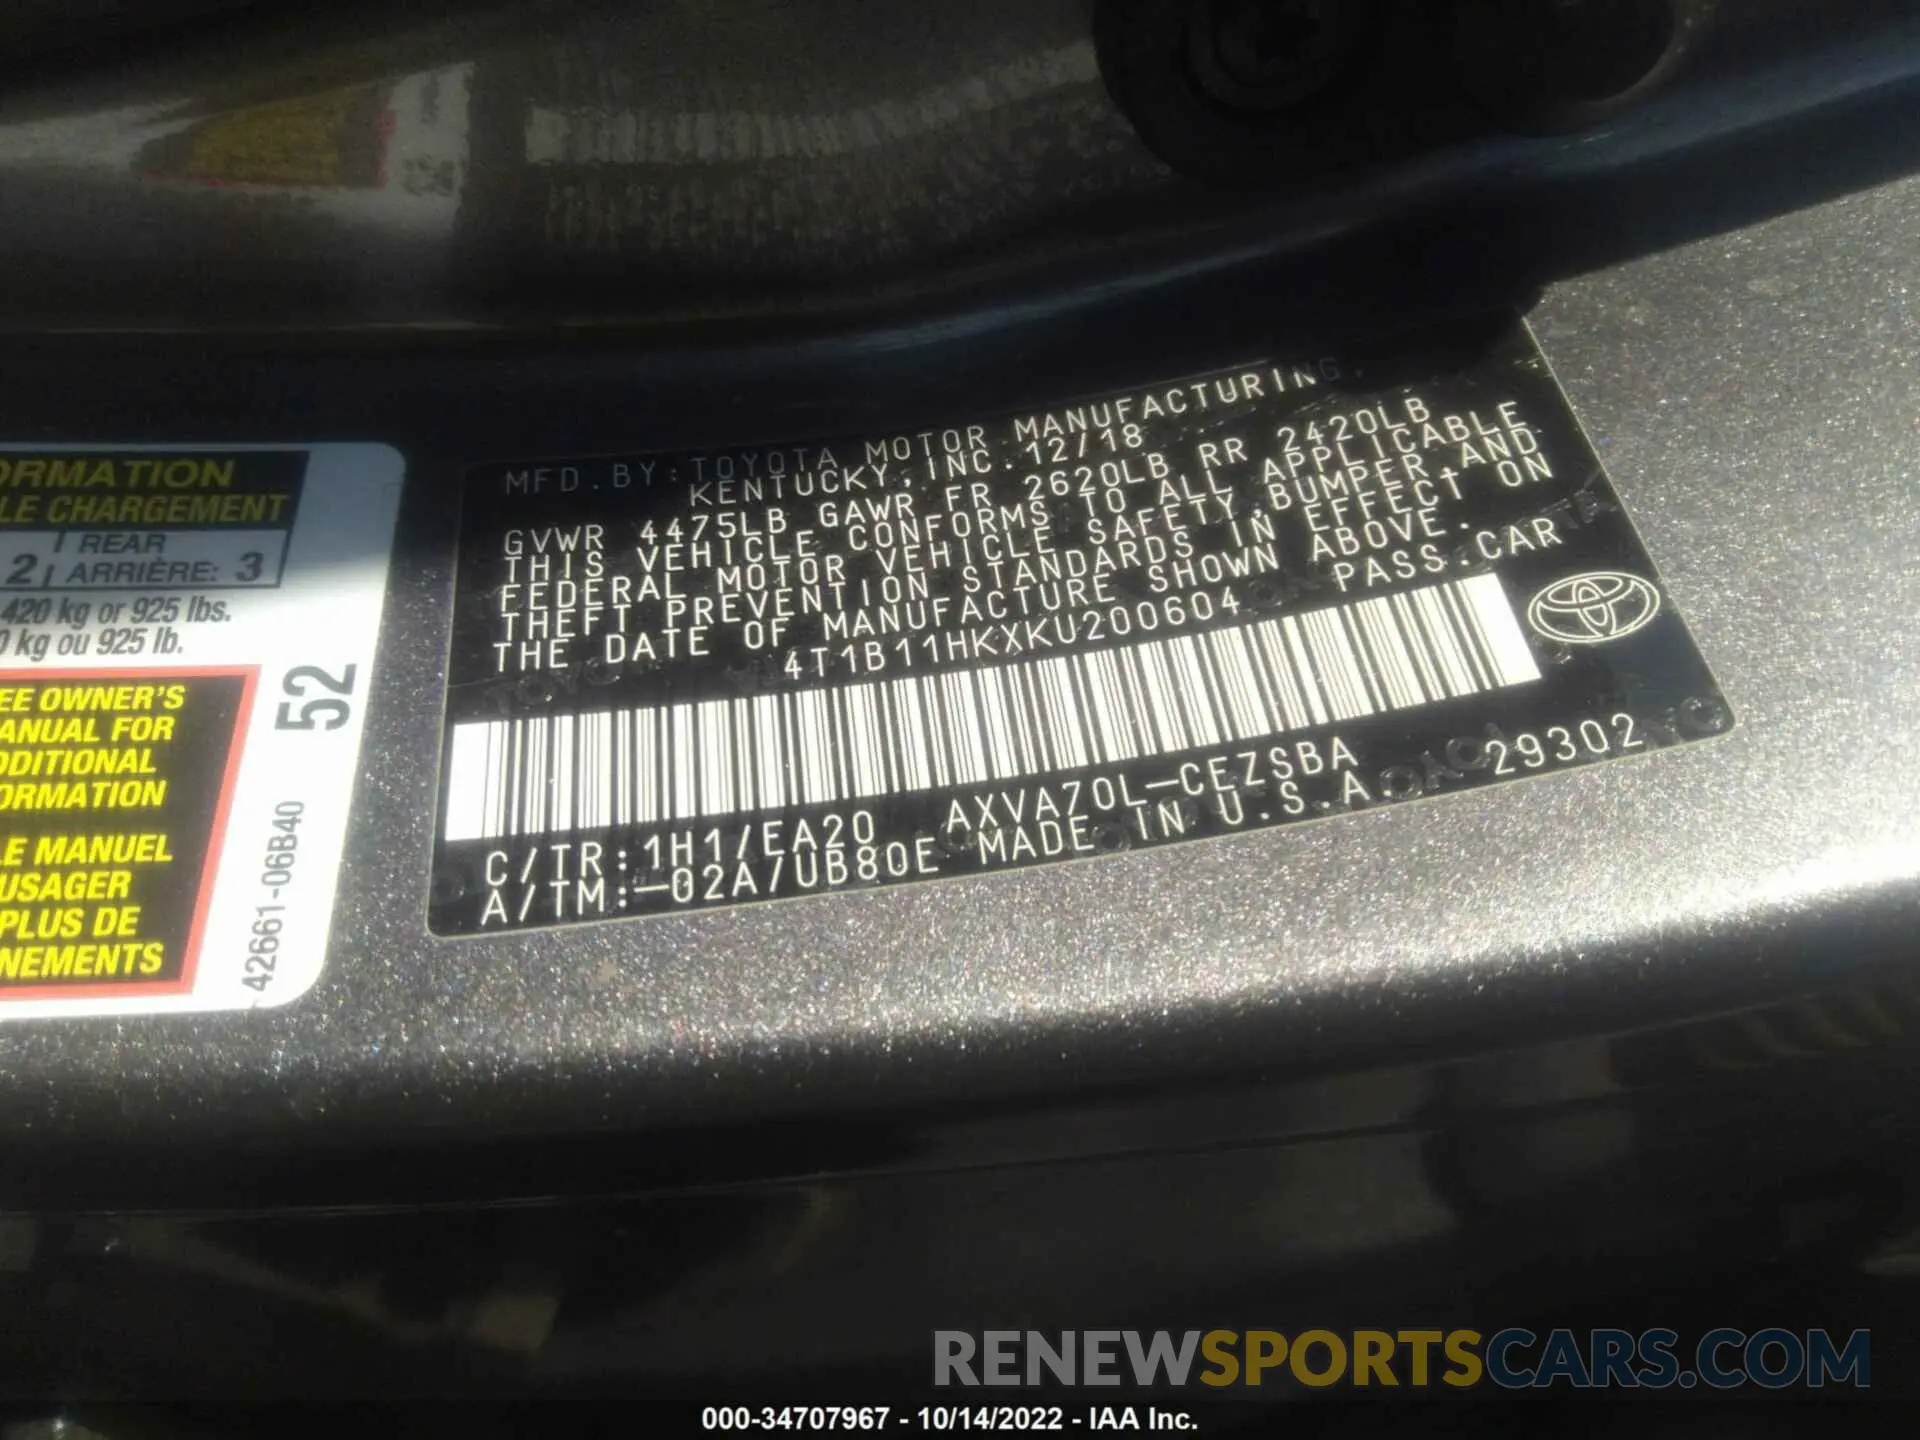 MFD. BY: TOYOTA MOTOR MANUFACTURING,
KENTUCKY, INC. 12/18
GVWR 4475LB GAWR FR 2620LB RR 2420LB
THIS VEHICLE CONFORMS TO ALL APPLICABLE
FEDERAL MOTOR VEHICLE SAFETY, BUMPER, AND
THEFT PREVENTION STANDARDS IN EFFECT ON
THE DATE OF MANUFACTURE SHOWN ABOVE.
4T1B11HKXKU200604 PASS. CAR
C/TR: 1H1/EA20 AXVA70L-CEZSBA 29302
A/TM: -02A/UB80E MADE IN U.S.A.
ORMATION
LE CHARGEMENT
REAR
2 ARRIÈRE: 3
420 kg or 925 lbs.
0 kg ou 925 lb.
EE OWNER'S
ANUAL FOR
DDITIONAL
ORMATION
LE MANUEL
USAGER
PLUS DE
NEMENTS
52
42661-06B40
RENEWSPORTSCARS.COM
000-34707967 - 10/14/2022 - IAA Inc.